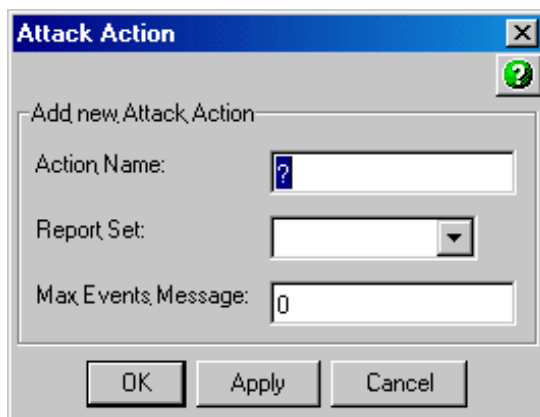 Attack Action
?
Add new Attack Action
Action Name:
?
Report Set:
Max Events Message:
0
OK
Apply
Cancel